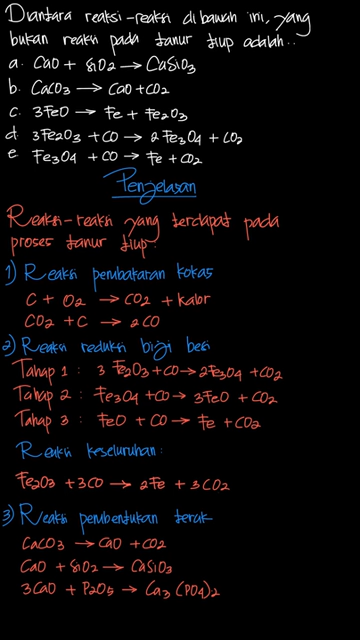 Diantara reaksi-reaksi dibawah ini, yang
bukan reaksi pada tanur tiup adalah..
a. CaO + SiO2 → CaSiO3
b. CaCO3 → CaO + CO2
c. 3FeO → Fe + Fe2O3
d. 3Fe2O3 + CO → 2Fe3O4 + CO2
e. Fe3O4 + CO → Fe + CO2
Penjelasan
Reaksi-reaksi yang terdapat pada
proses tanur tiup.
1) Reaksi pembakaran kokas
C + O2 → CO2 + kalor
CO2 + C → 2CO
2) Reaksi reduksi bijih besi
Tahap 1 : 3 Fe2O3 + CO → 2Fe3O4 + CO2
Tahap 2 : Fe3O4 + CO → 3FeO + CO2
Tahap 3 : FeO + CO → Fe + CO2
Reaksi keseluruhan:
Fe2O3 + 3CO → 2Fe + 3CO2
3) Reaksi pembentukan terak
CaCO3 → CaO + CO2
CaO + SiO2 → CaSiO3
3CaO + P2O5 → Ca3(PO4)2